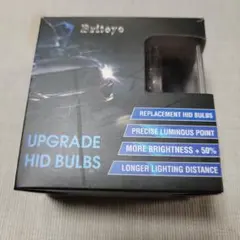 Briteye
REPLACEMENT HID BULBS
PRECISE LUMINOUS POINT
MORE BRIGHTNESS + 50%
LONGER LIGHTING DISTANCE
UPGRADE
HID BULBS